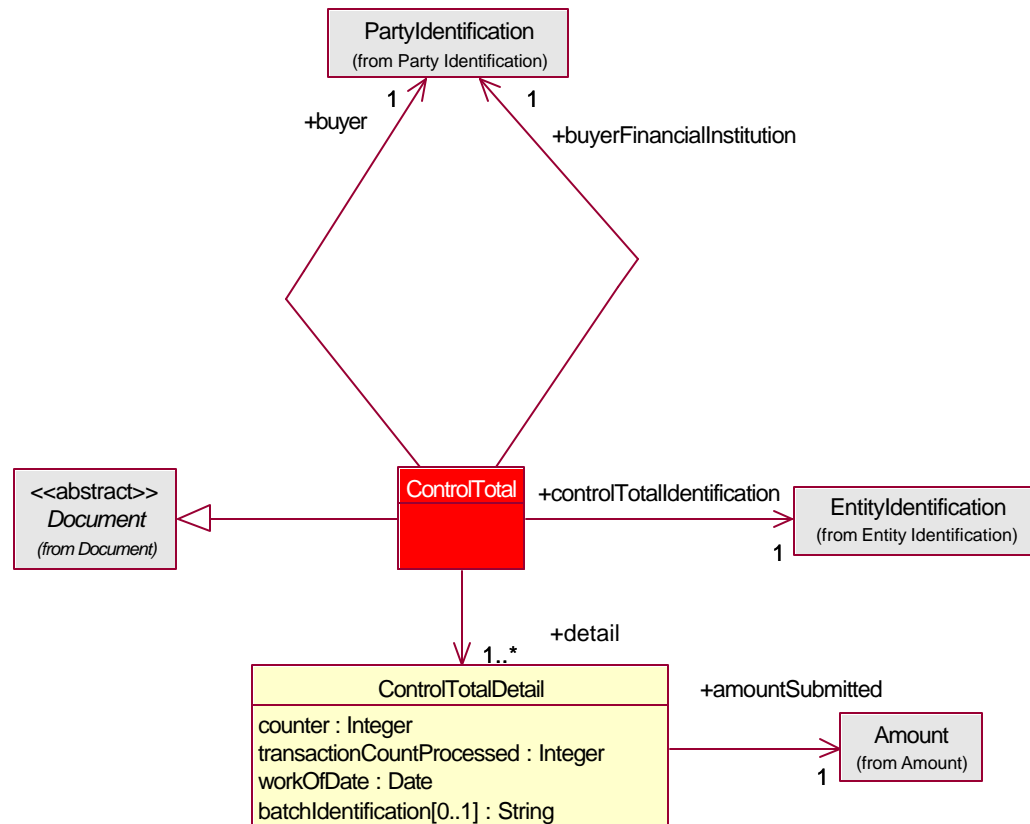 PartyIdentification
(from Party Identification)
1
1
+buyer
+buyerFinancialInstitution
<<abstract>>
Document
(from Document)
ControlTotal
+controlTotalIdentification
EntityIdentification
(from Entity Identification)
1
+detail
1..*
ControlTotalDetail
counter : Integer
transactionCountProcessed : Integer
workOfDate : Date
batchIdentification[0..1] : String
+amountSubmitted
Amount
(from Amount)
1